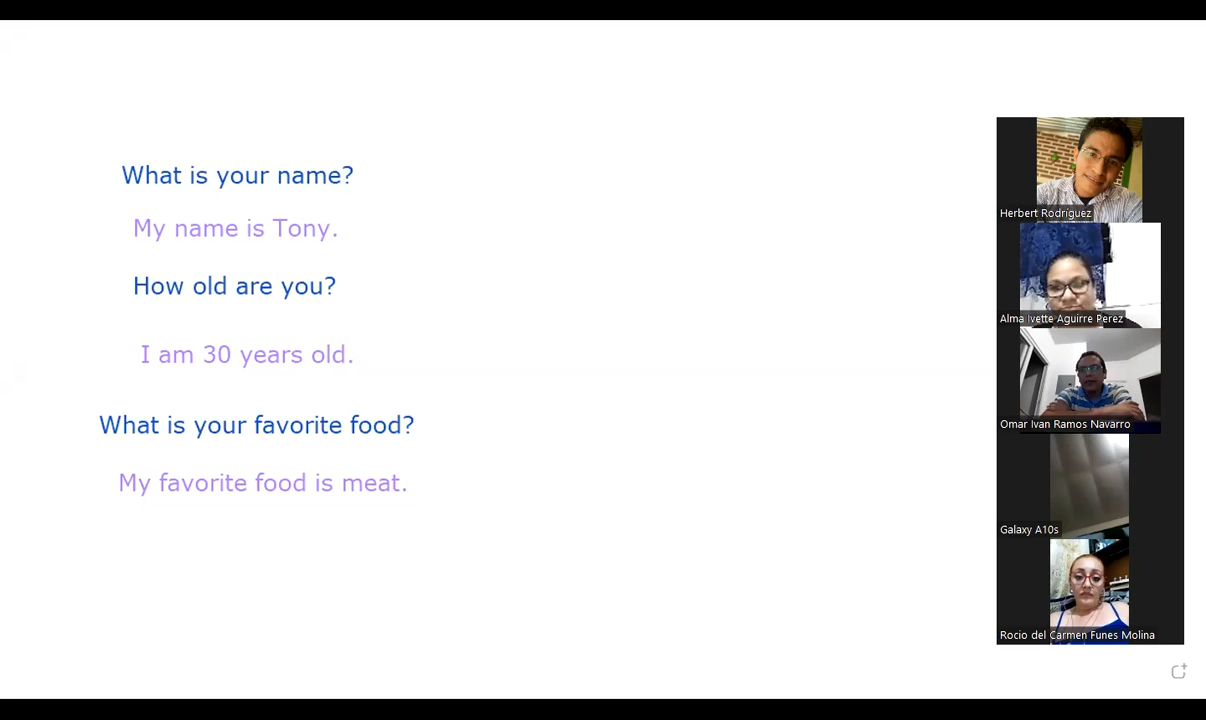 What is your name?
My name is Tony.
How old are you?
I am 30 years old.
What is your favorite food?
My favorite food is meat.
Herbert Rodríguez
Alma Ivette Aguirre Perez
Omar Ivan Ramos Navarro
Galaxy A10s
Rocio del Carmen Funes Molina